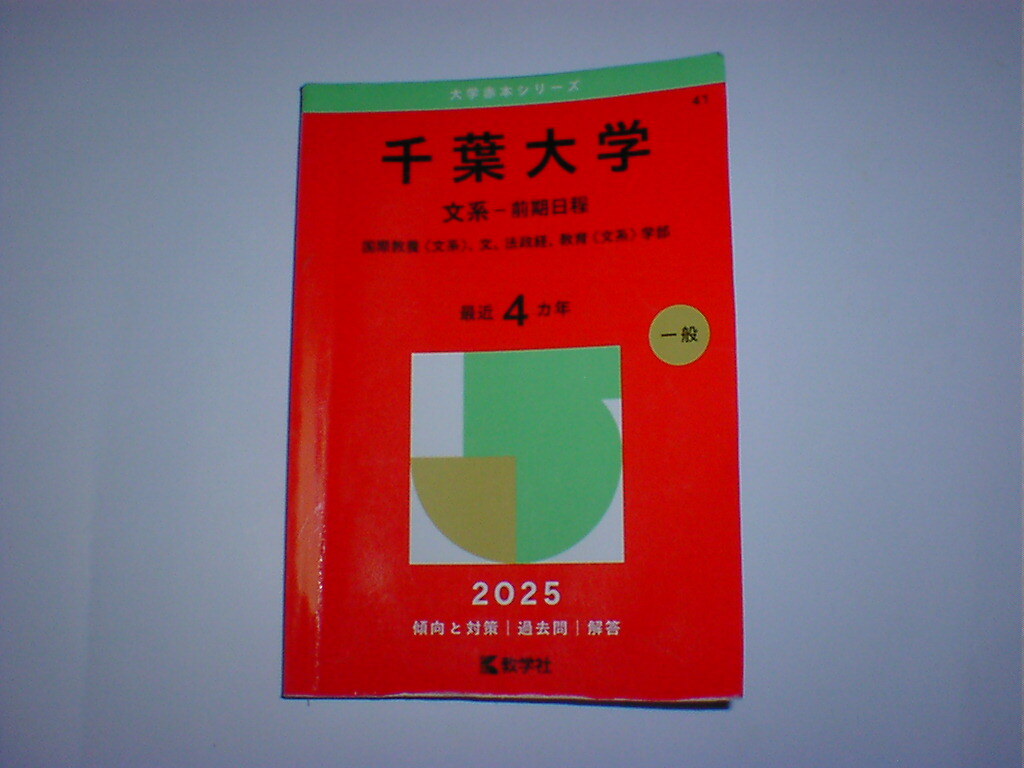 大学赤本シリーズ
41
千葉大学
文系－前期日程
国際教養〈文系〉、文、法政経、教育〈文系〉学部
最近4カ年
一般
2025
傾向と対策｜過去問｜解答
教学社